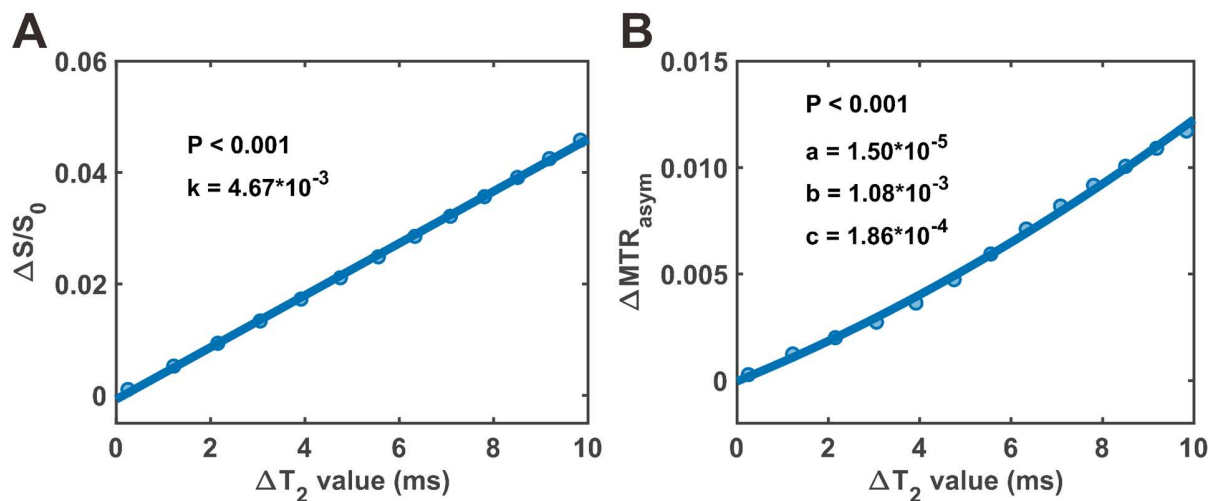 A
0.06
0.04
0.02
0
ΔS/S₀
P < 0.001
k = 4.67*10⁻³
0 2 4 6 8 10
ΔT₂ value (ms)
B
0.015
0.010
0.005
0
ΔMTRₐₛᵧₘ
P < 0.001
a = 1.50*10⁻⁵
b = 1.08*10⁻³
c = 1.86*10⁻⁴
0 2 4 6 8 10
ΔT₂ value (ms)